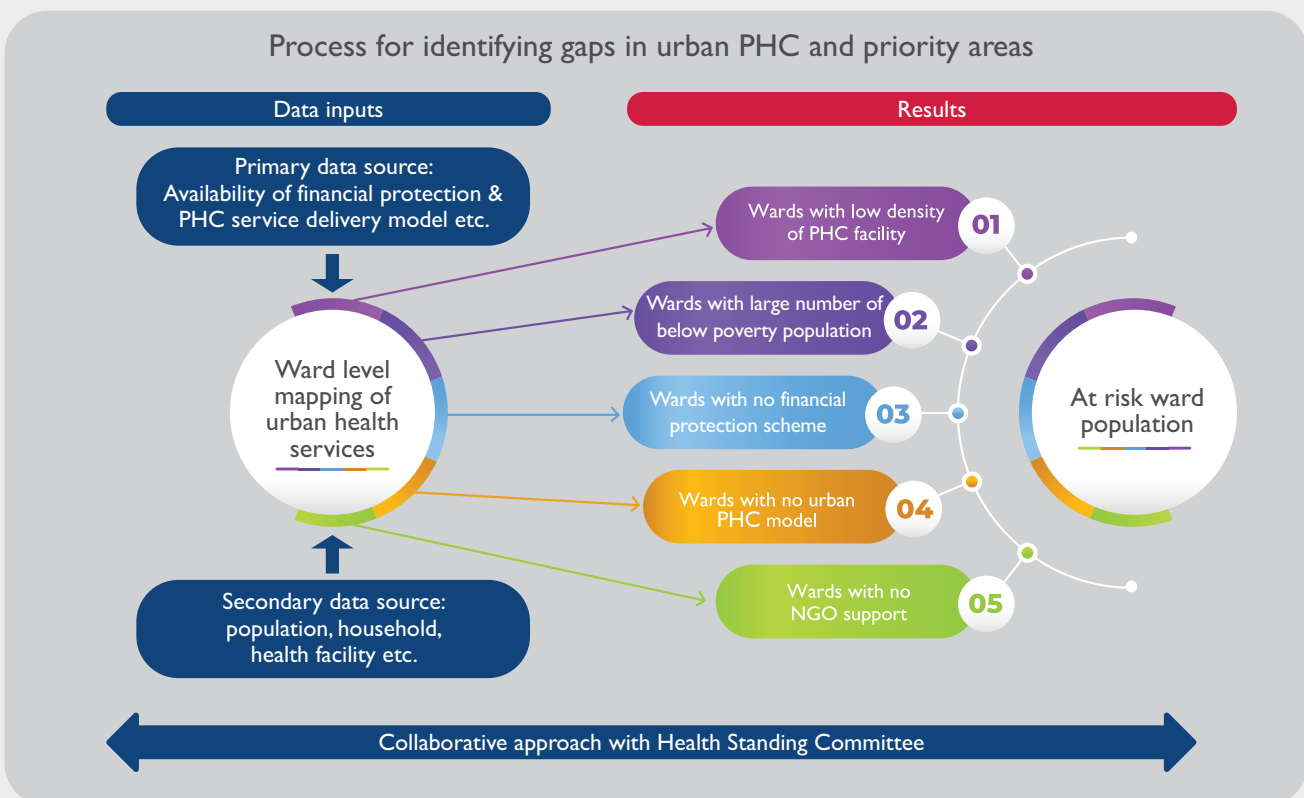 Process for identifying gaps in urban PHC and priority areas
Data inputs
Results
Primary data source:
Availability of financial protection &
PHC service delivery model etc.
Ward level
mapping of
urban health
services
Secondary data source:
population, household,
health facility etc.
Wards with low density
of PHC facility
01
Wards with large number of
below poverty population
02
Wards with no financial
protection scheme
03
Wards with no urban
PHC model
04
Wards with no
NGO support
05
At risk ward
population
Collaborative approach with Health Standing Committee